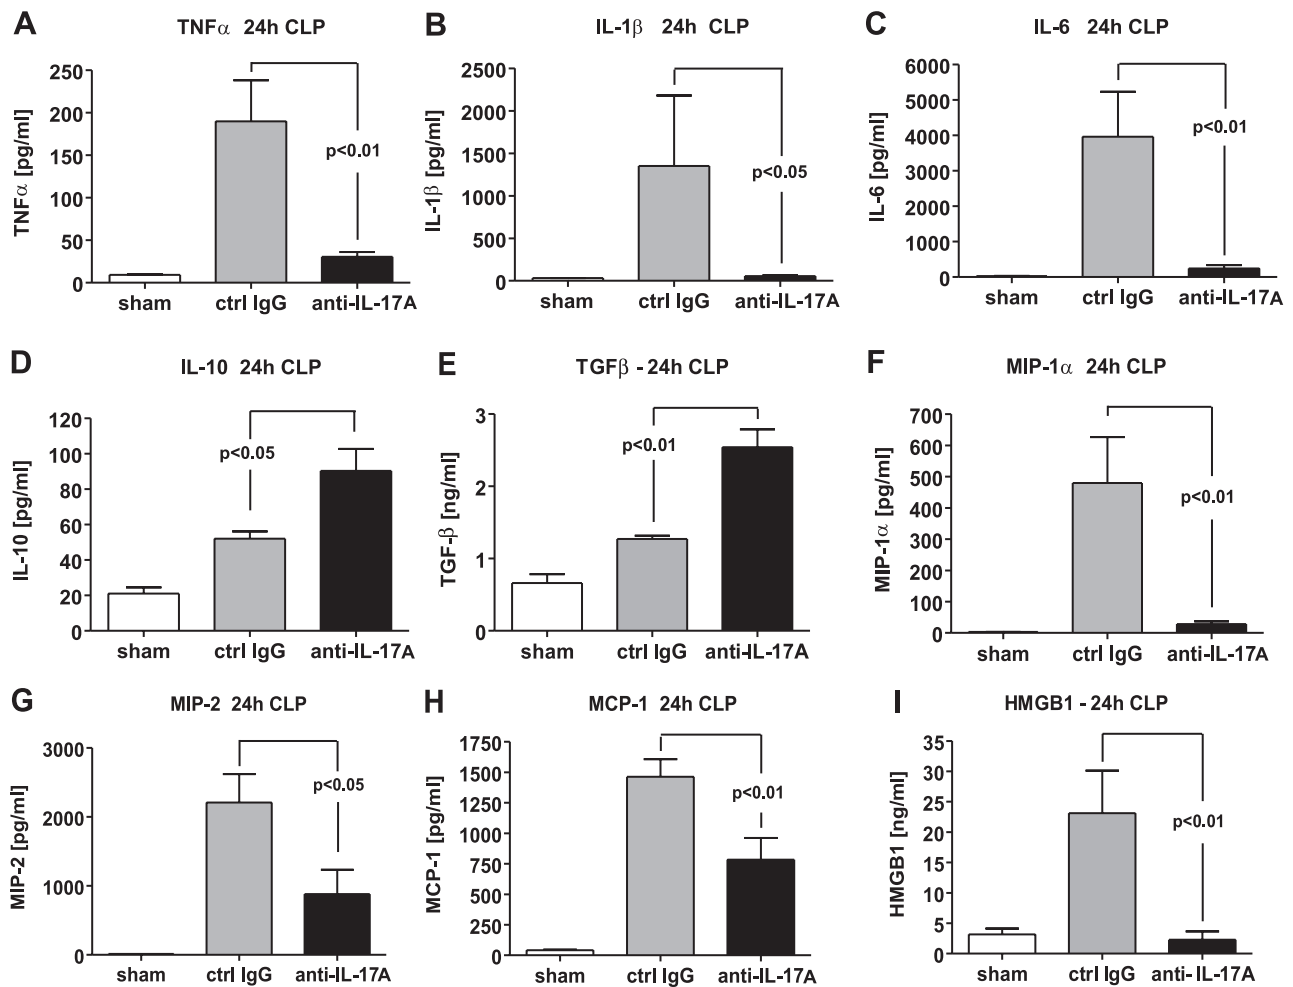 A
TNFα 24h CLP
TNFα [pg/ml]
250
200
150
100
50
0
p<0.01
sham
ctrl IgG
anti-IL-17A
B
IL-1β 24h CLP
IL-1β [pg/ml]
2500
2000
1500
1000
500
0
p<0.05
sham
ctrl IgG
anti-IL-17A
C
IL-6 24h CLP
IL-6 [pg/ml]
6000
5000
4000
3000
2000
1000
0
p<0.01
sham
ctrl IgG
anti-IL-17A
D
IL-10 24h CLP
IL-10 [pg/ml]
120
100
80
60
40
20
0
p<0.05
sham
ctrl IgG
anti-IL-17A
E
TGFβ - 24h CLP
TGF-β [ng/ml]
3
2
1
0
p<0.01
sham
ctrl IgG
anti-IL-17A
F
MIP-1α 24h CLP
MIP-1α [pg/ml]
700
600
500
400
300
200
100
0
p<0.01
sham
ctrl IgG
anti-IL-17A
G
MIP-2 24h CLP
MIP-2 [pg/ml]
3000
2000
1000
0
p<0.05
sham
ctrl IgG
anti-IL-17A
H
MCP-1 24h CLP
MCP-1 [pg/ml]
1750
1500
1250
1000
750
500
250
0
p<0.01
sham
ctrl IgG
anti-IL-17A
I
HMGB1 - 24h CLP
HMGB1 [ng/ml]
35
30
25
20
15
10
5
0
p<0.01
sham
ctrl IgG
anti- IL-17A